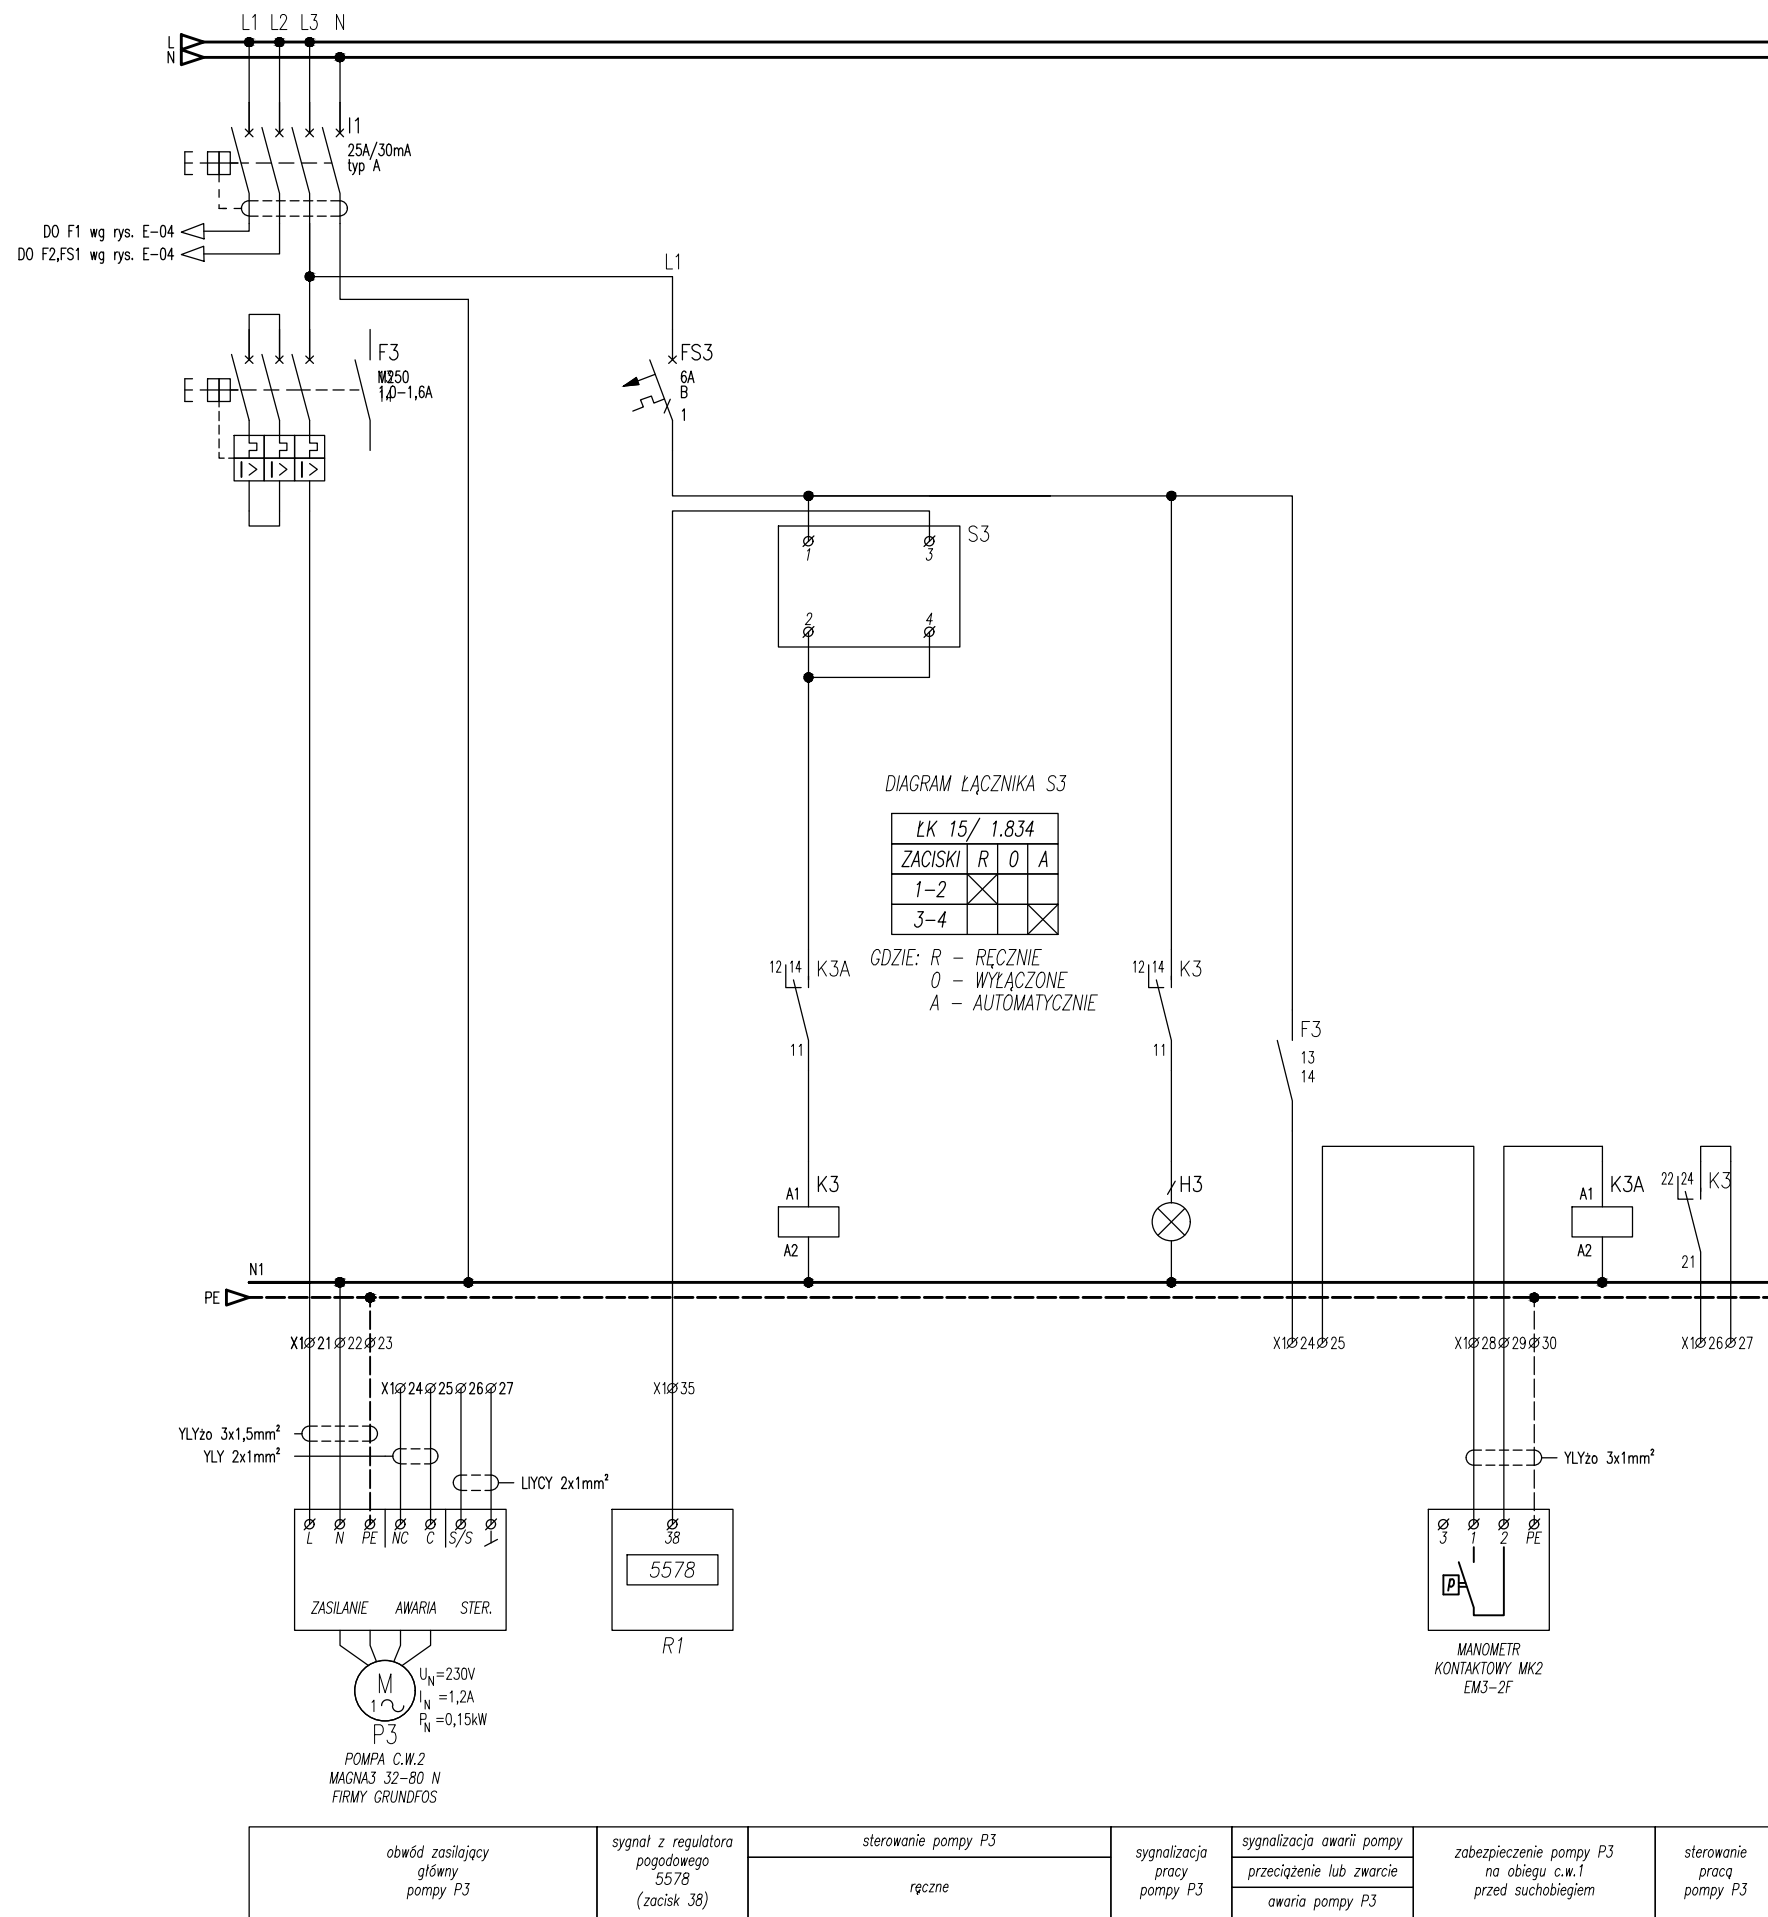 L1 L2 L3 N
L
N
I1
25A/30mA
typ A
E
DO F1 wg rys. E-04
DO F2,FS1 wg rys. E-04
L1
F3
1,0-1,6A
E
FS3
6A
B
1
I> I> I>
S3
1 3
2 4
DIAGRAM ŁĄCZNIKA S3
ŁK 15/ 1.834
ZACISKI R 0 A
1-2
3-4
GDZIE: R - RĘCZNIE
0 - WYŁĄCZONE
A - AUTOMATYCZNIE
12 14 K3A
11
12 14 K3
11
F3
13
14
A1 K3
A2
H3
A1 K3A
A2
22 24 K3
21
N1
PE
X1 21 22 23
X1 24 25
X1 28 29 30
X1 26 27
X1 24 25 26 27
X1 35
YLYżo 3x1,5mm²
YLY 2x1mm²
LIYCY 2x1mm²
YLYżo 3x1mm²
L N PE NC C S/S
ZASILANIE AWARIA STER.
38
5578
R1
3 1 2 PE
P
MANOMETR
KONTAKTOWY MK2
EM3-2F
M
1
UN=230V
IN =1,2A
PN =0,15kW
P3
POMPA C.W.2
MAGNA3 32-80 N
FIRMY GRUNDFOS
obwód zasilający
główny
pompy P3
sygnał z regulatora
pogodowego
5578
(zacisk 38)
sterowanie pompy P3
ręczne
sygnalizacja
pracy
pompy P3
sygnalizacja awarii pompy
przeciążenie lub zwarcie
awaria pompy P3
zabezpieczenie pompy P3
na obiegu c.w.1
przed suchobiegiem
sterowanie
pracą
pompy P3